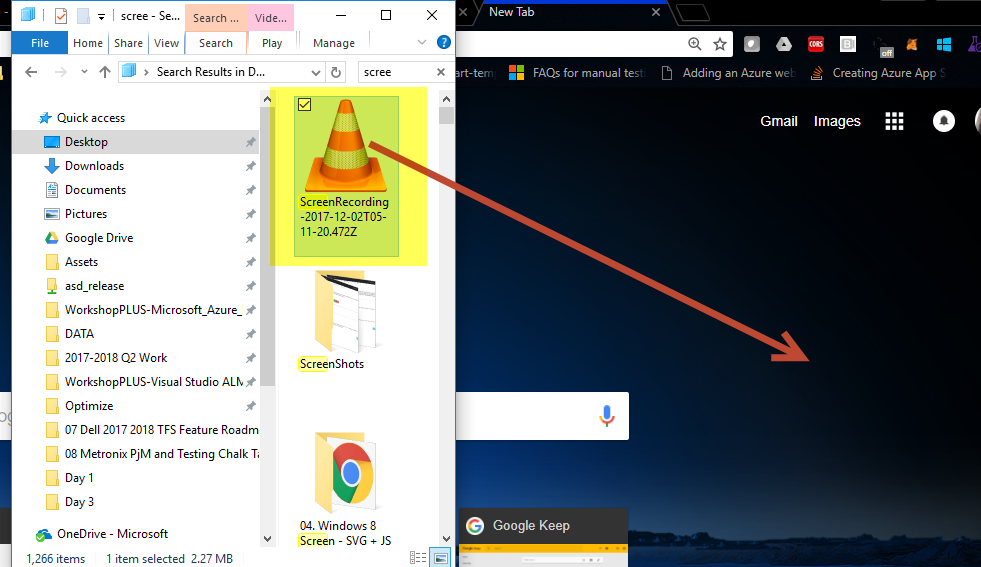 scree - Se...
Search ...
Vide...
File
Home
Share
View
Search
Play
Manage
Search Results in D...
scree
Quick access
Desktop
Downloads
Documents
Pictures
Google Drive
Assets
asd_release
WorkshopPLUS-Microsoft_Azure_
DATA
2017-2018 Q2 Work
WorkshopPLUS-Visual Studio ALM
Optimize
07 Dell 2017 2018 TFS Feature Roadm
08 Metronix PjM and Testing Chalk Ta
Day 1
Day 3
OneDrive - Microsoft
1,266 items
1 item selected 2.27 MB
ScreenRecording
-2017-12-02T05-
11-20.472Z
ScreenShots
04. Windows 8
Screen - SVG + JS
New Tab
CORS
off
FAQs for manual test
Adding an Azure web
Creating Azure App S
Gmail
Images
Google Keep